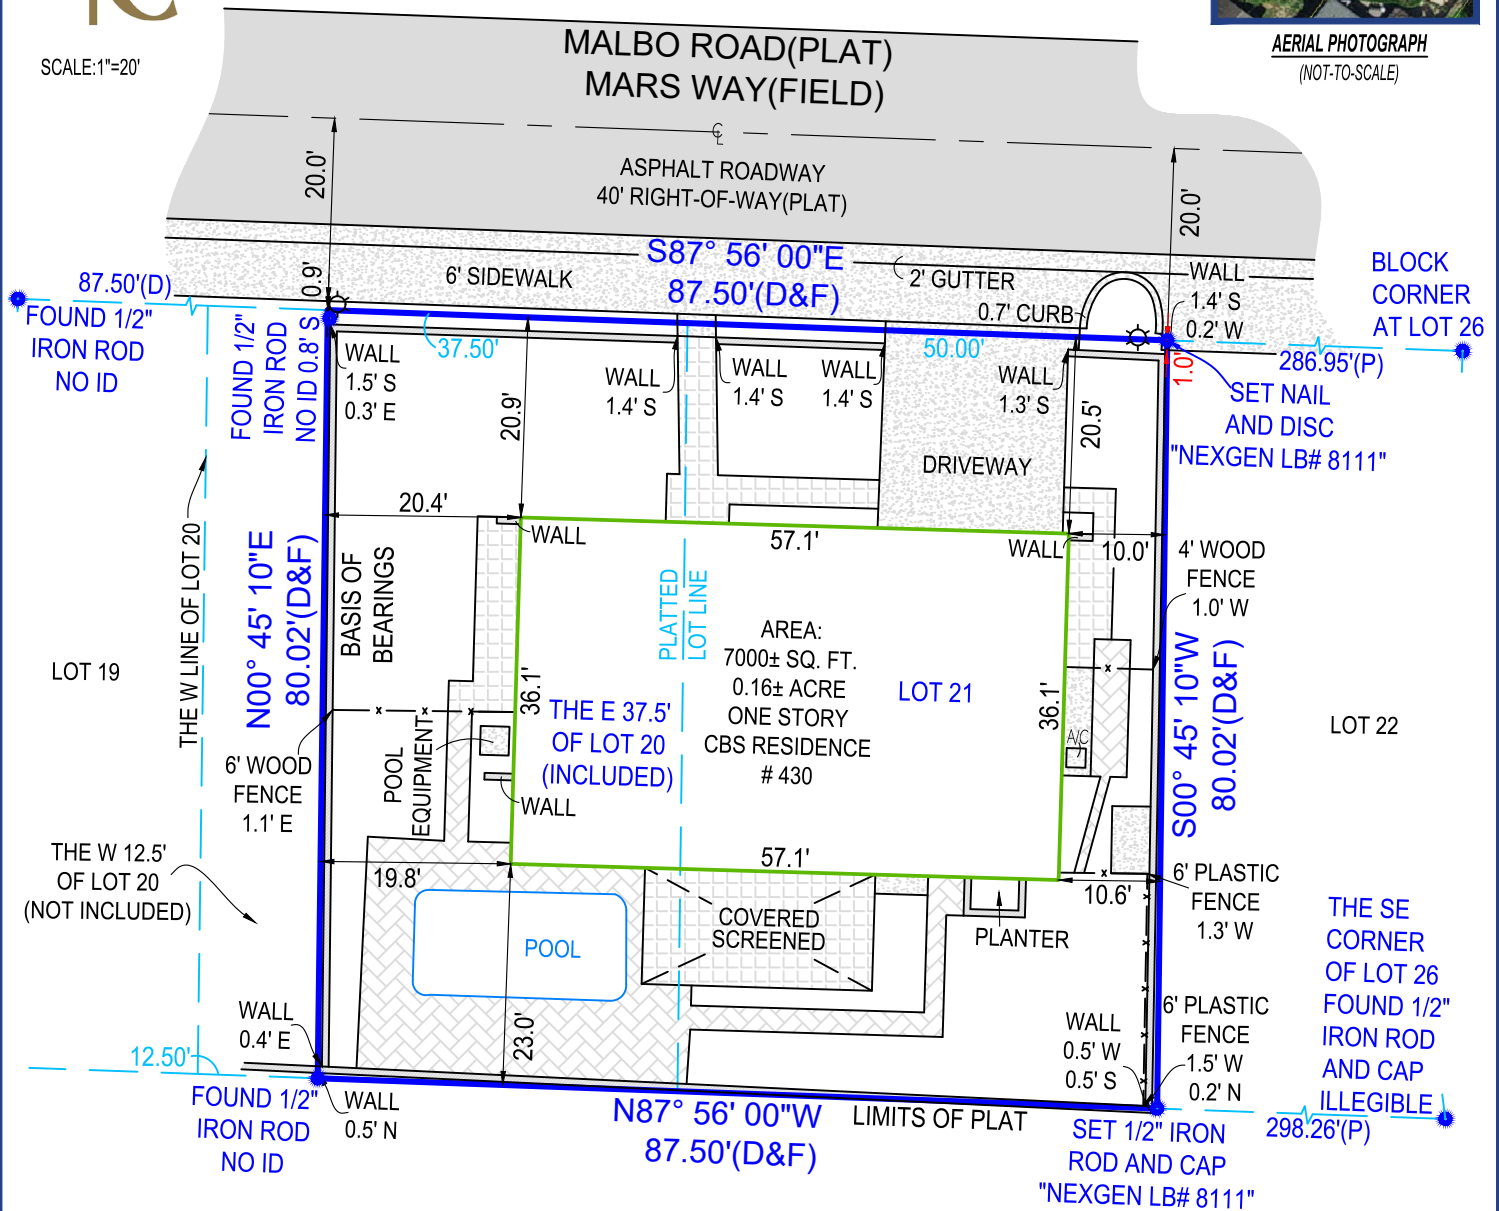 SCALE:1"=20'
AERIAL PHOTOGRAPH
(NOT-TO-SCALE)
MALBO ROAD(PLAT)
MARS WAY(FIELD)
ASPHALT ROADWAY
40' RIGHT-OF-WAY(PLAT)
20.0'
20.0'
S87° 56' 00"E
87.50'(D&F)
6' SIDEWALK
2' GUTTER
0.7' CURB
0.9'
WALL
1.4' S
0.2' W
BLOCK
CORNER
AT LOT 26
87.50'(D)
FOUND 1/2"
IRON ROD
NO ID
FOUND 1/2"
IRON ROD
NO ID 0.8' S
WALL
1.5' S
0.3' E
37.50'
50.00'
WALL
1.4' S
WALL
1.4' S
WALL
1.4' S
WALL
1.3' S
1.0'
286.95'(P)
SET NAIL
AND DISC
"NEXGEN LB# 8111"
20.9'
20.5'
DRIVEWAY
20.4'
WALL
57.1'
WALL
10.0'
4' WOOD
FENCE
1.0' W
THE W LINE OF LOT 20
N00° 45' 10"E
80.02'(D&F)
BASIS OF
BEARINGS
PLATTED
LOT LINE
AREA:
7000± SQ. FT.
0.16± ACRE
ONE STORY
CBS RESIDENCE
# 430
LOT 21
LOT 19
LOT 22
36.1'
36.1'
THE E 37.5'
OF LOT 20
(INCLUDED)
A/C
S00° 45' 10"W
80.02'(D&F)
6' WOOD
FENCE
1.1' E
POOL
EQUIPMENT
WALL
THE W 12.5'
OF LOT 20
(NOT INCLUDED)
19.8'
57.1'
10.6'
6' PLASTIC
FENCE
1.3' W
POOL
COVERED
SCREENED
PLANTER
THE SE
CORNER
OF LOT 26
FOUND 1/2"
IRON ROD
AND CAP
ILLEGIBLE
WALL
0.4' E
23.0'
WALL
0.5' W
0.5' S
6' PLASTIC
FENCE
1.5' W
0.2' N
12.50'
FOUND 1/2"
IRON ROD
NO ID
WALL
0.5' N
N87° 56' 00"W
87.50'(D&F)
LIMITS OF PLAT
SET 1/2" IRON
ROD AND CAP
"NEXGEN LB# 8111"
298.26'(P)